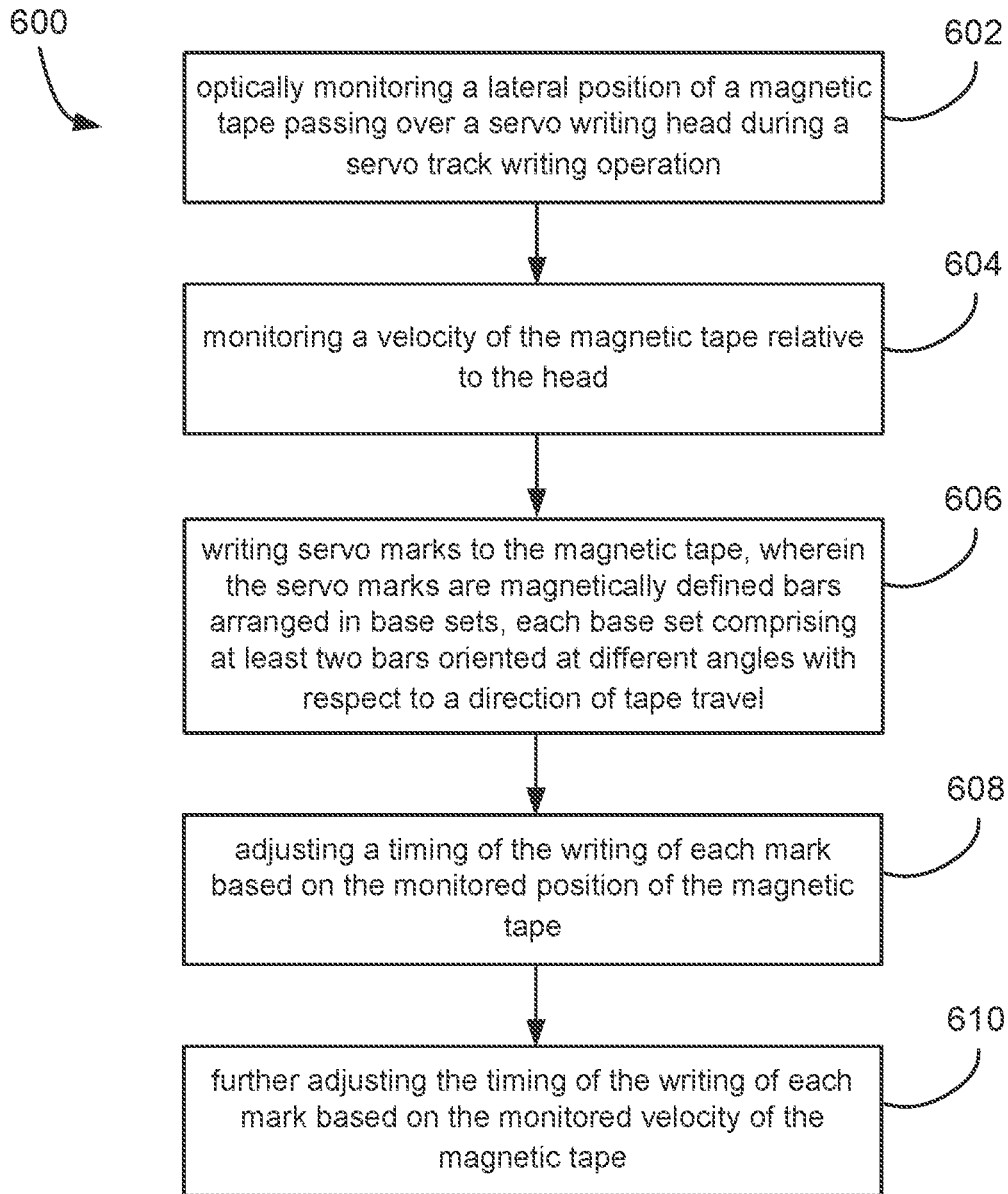 600
602
optically monitoring a lateral position of a magnetic
tape passing over a servo writing head during a
servo track writing operation
604
monitoring a velocity of the magnetic tape relative
to the head
606
writing servo marks to the magnetic tape, wherein
the servo marks are magnetically defined bars
arranged in base sets, each base set comprising
at least two bars oriented at different angles with
respect to a direction of tape travel
608
adjusting a timing of the writing of each mark
based on the monitored position of the magnetic
tape
610
further adjusting the timing of the writing of each
mark based on the monitored velocity of the
magnetic tape